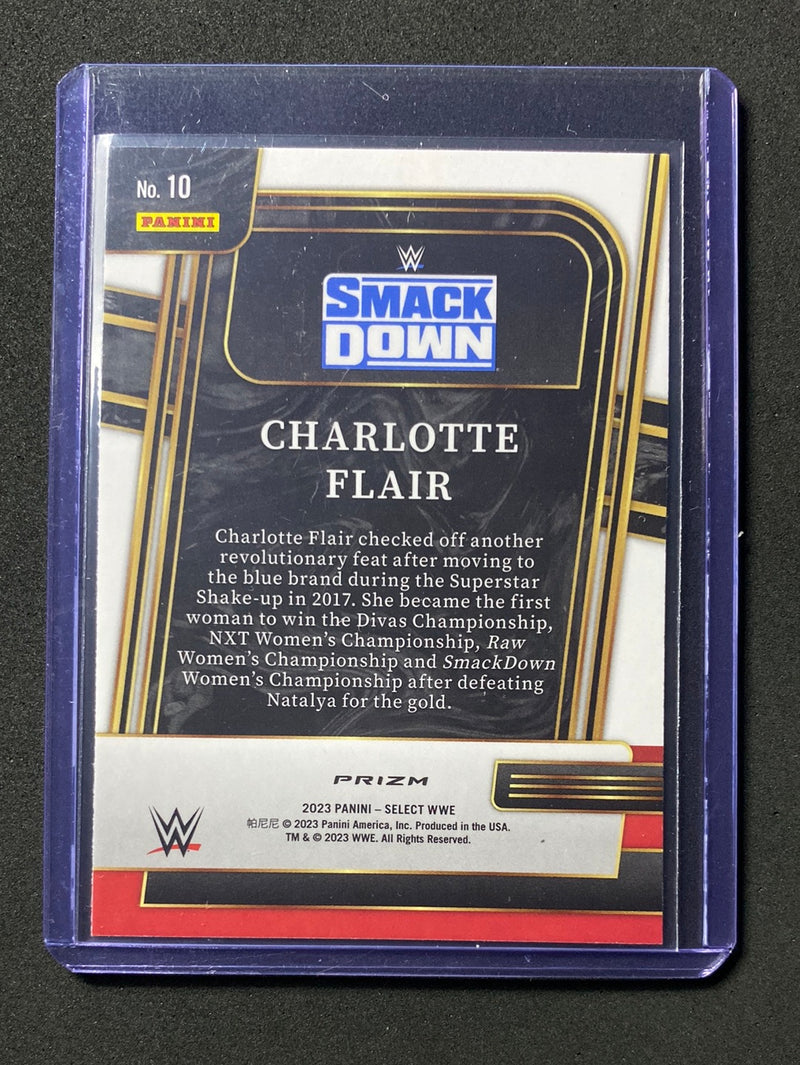 No. 10
PANINI
W
SMACK
DOWN
CHARLOTTE
FLAIR
Charlotte Flair checked off another
revolutionary feat after moving to
the blue brand during the Superstar
Shake-up in 2017. She became the first
woman to win the Divas Championship,
NXT Women's Championship, Raw
Women's Championship and SmackDown
Women's Championship after defeating
Natalya for the gold.
PRIZM
2023 PANINI – SELECT WWE
帕尼尼 © 2023 Panini America, Inc. Produced in the USA.
TM & © 2023 WWE. All Rights Reserved.
W